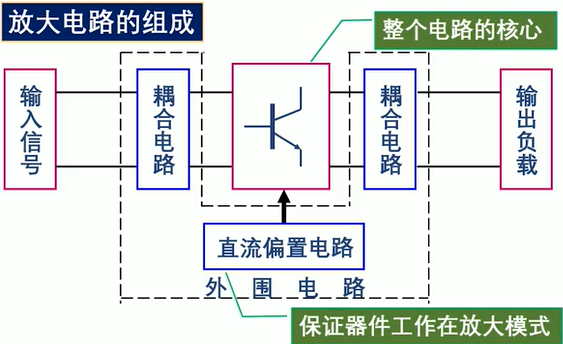 放大电路的组成
整个电路的核心
输入信号
耦合电路
耦合电路
输出负载
直流偏置电路
外围电路
保证器件工作在放大模式